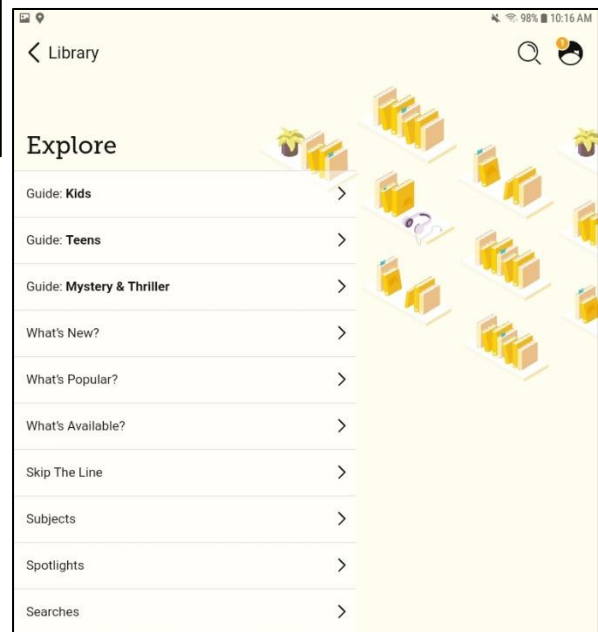 98% 10:16 AM
Library
1
Explore
Guide: Kids
Guide: Teens
Guide: Mystery & Thriller
What's New?
What's Popular?
What's Available?
Skip The Line
Subjects
Spotlights
Searches